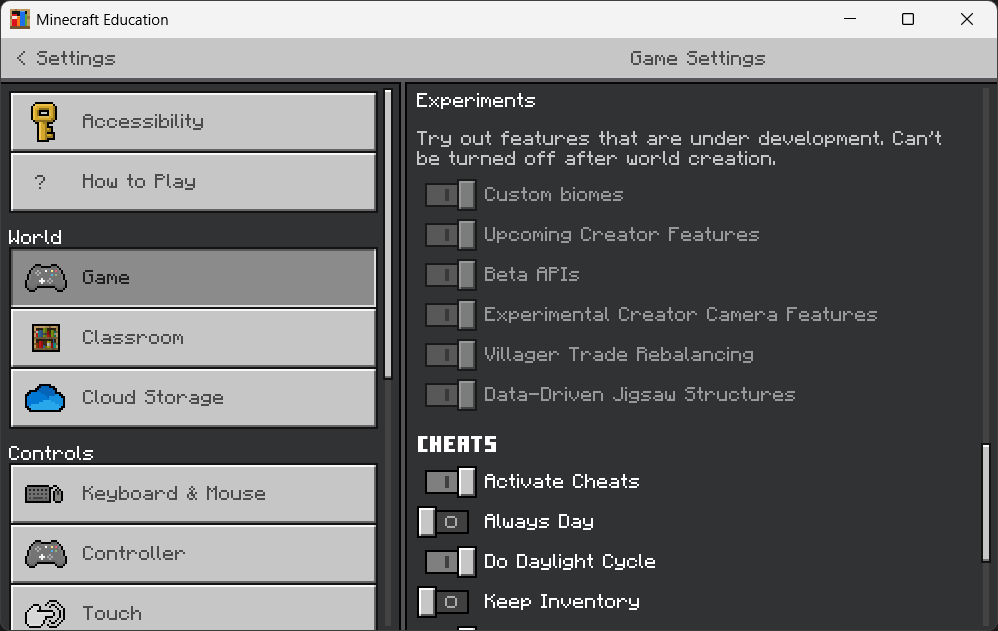 Minecraft Education
Settings
Game Settings
Accessibility
? How to Play
World
Game
Classroom
Cloud Storage
Controls
Keyboard & Mouse
Controller
Touch
Experiments
Try out features that are under development. Can't
be turned off after world creation.
Custom biomes
Upcoming Creator Features
Beta APIs
Experimental Creator Camera Features
Villager Trade Rebalancing
Data-Driven Jigsaw Structures
CHEATS
Activate Cheats
Always Day
Do Daylight Cycle
Keep Inventory